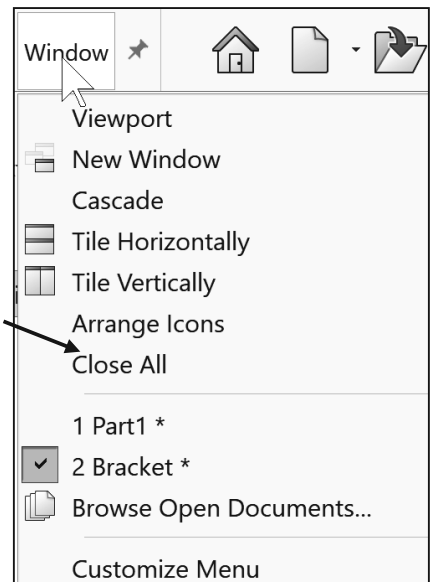 Window
Viewport
New Window
Cascade
Tile Horizontally
Tile Vertically
Arrange Icons
Close All
1 Part1 *
2 Bracket *
Browse Open Documents...
Customize Menu